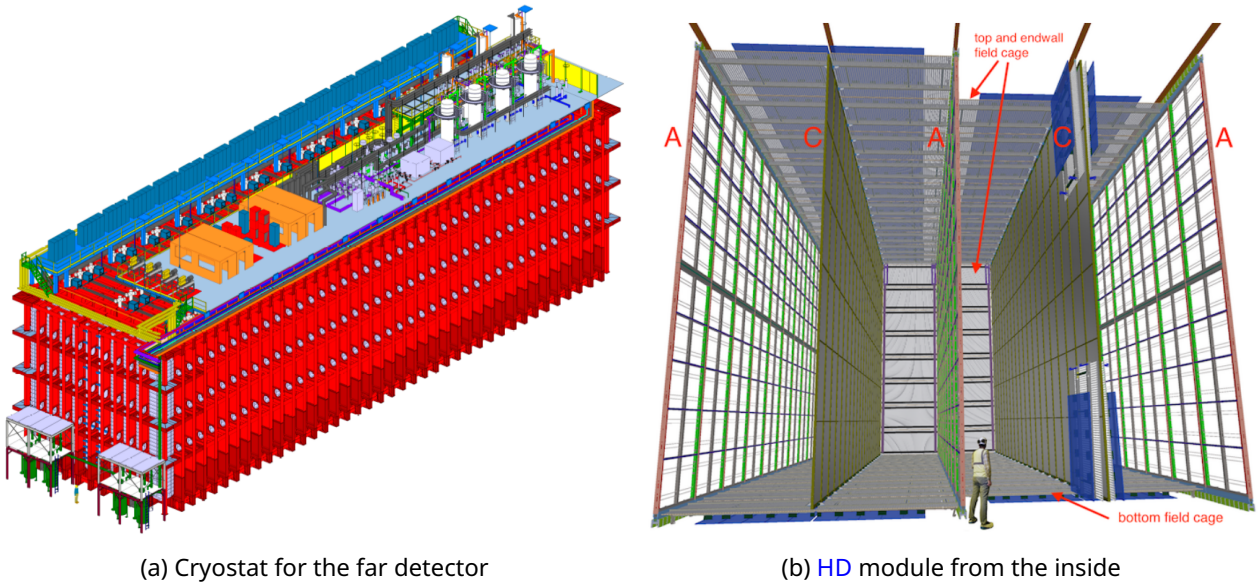 top and endwall
field cage
A
C
A
C
A
bottom field cage
(a) Cryostat for the far detector
(b) HD module from the inside